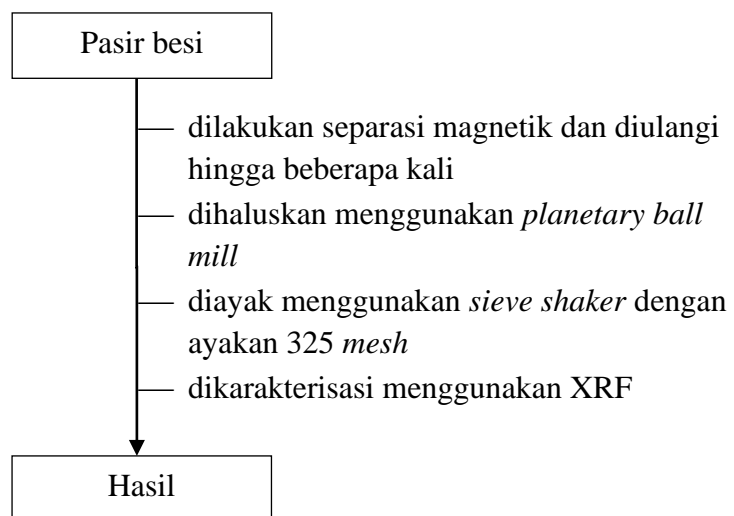 Pasir besi
dilakukan separasi magnetik dan diulangi
hingga beberapa kali
dihaluskan menggunakan planetary ball
mill
diayak menggunakan sieve shaker dengan
ayakan 325 mesh
dikarakterisasi menggunakan XRF
Hasil